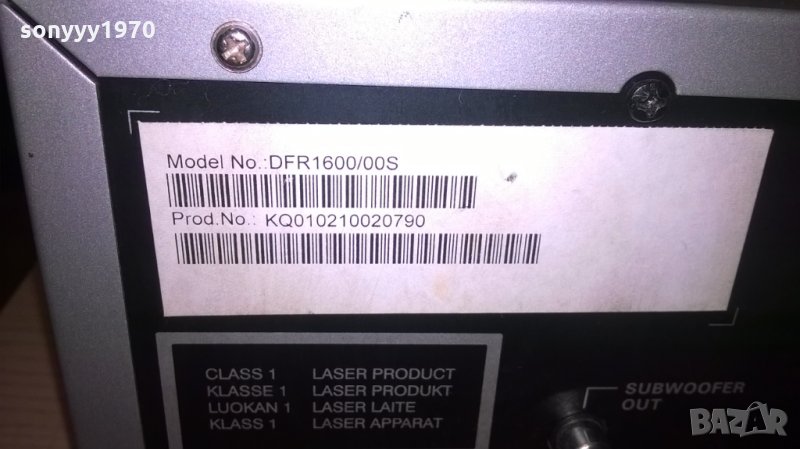 sonyyy1970
Model No.:DFR1600/00S
Prod.No.: KQ010210020790
CLASS 1 LASER PRODUCT
KLASSE 1 LASER PRODUKT
LUOKAN 1 LASER LAITE
KLASS 1 LASER APPARAT
SUBWOOFER
OUT
BAZAR